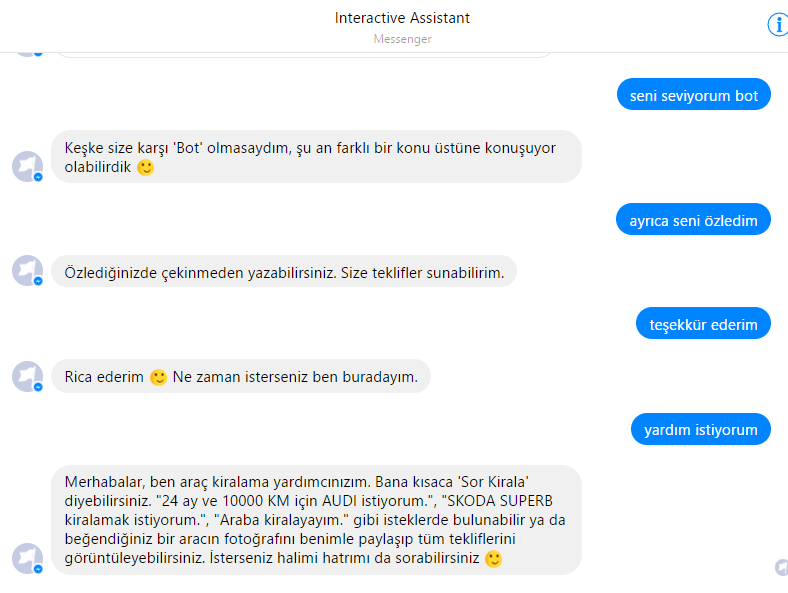 Interactive Assistant
Messenger
seni seviyorum bot
Keşke size karşı 'Bot' olmasaydım, şu an farklı bir konu üstüne konuşuyor
olabilirdik 🙂
ayrıca seni özledim
Özlediğinizde çekinmeden yazabilirsiniz. Size teklifler sunabilirim.
teşekkür ederim
Rica ederim 🙂 Ne zaman isterseniz ben buradayım.
yardım istiyorum
Merhabalar, ben araç kiralama yardımcınızım. Bana kısaca 'Sor Kirala'
diyebilirsiniz. "24 ay ve 10000 KM için AUDI istiyorum.", "SKODA SUPERB
kiralamak istiyorum.", "Araba kiralayayım." gibi isteklerde bulunabilir ya da
beğendiğiniz bir aracın fotoğrafını benimle paylaşıp tüm tekliflerini
görüntüleyebilirsiniz. İsterseniz halimi hatrımı da sorabilirsiniz 🙂